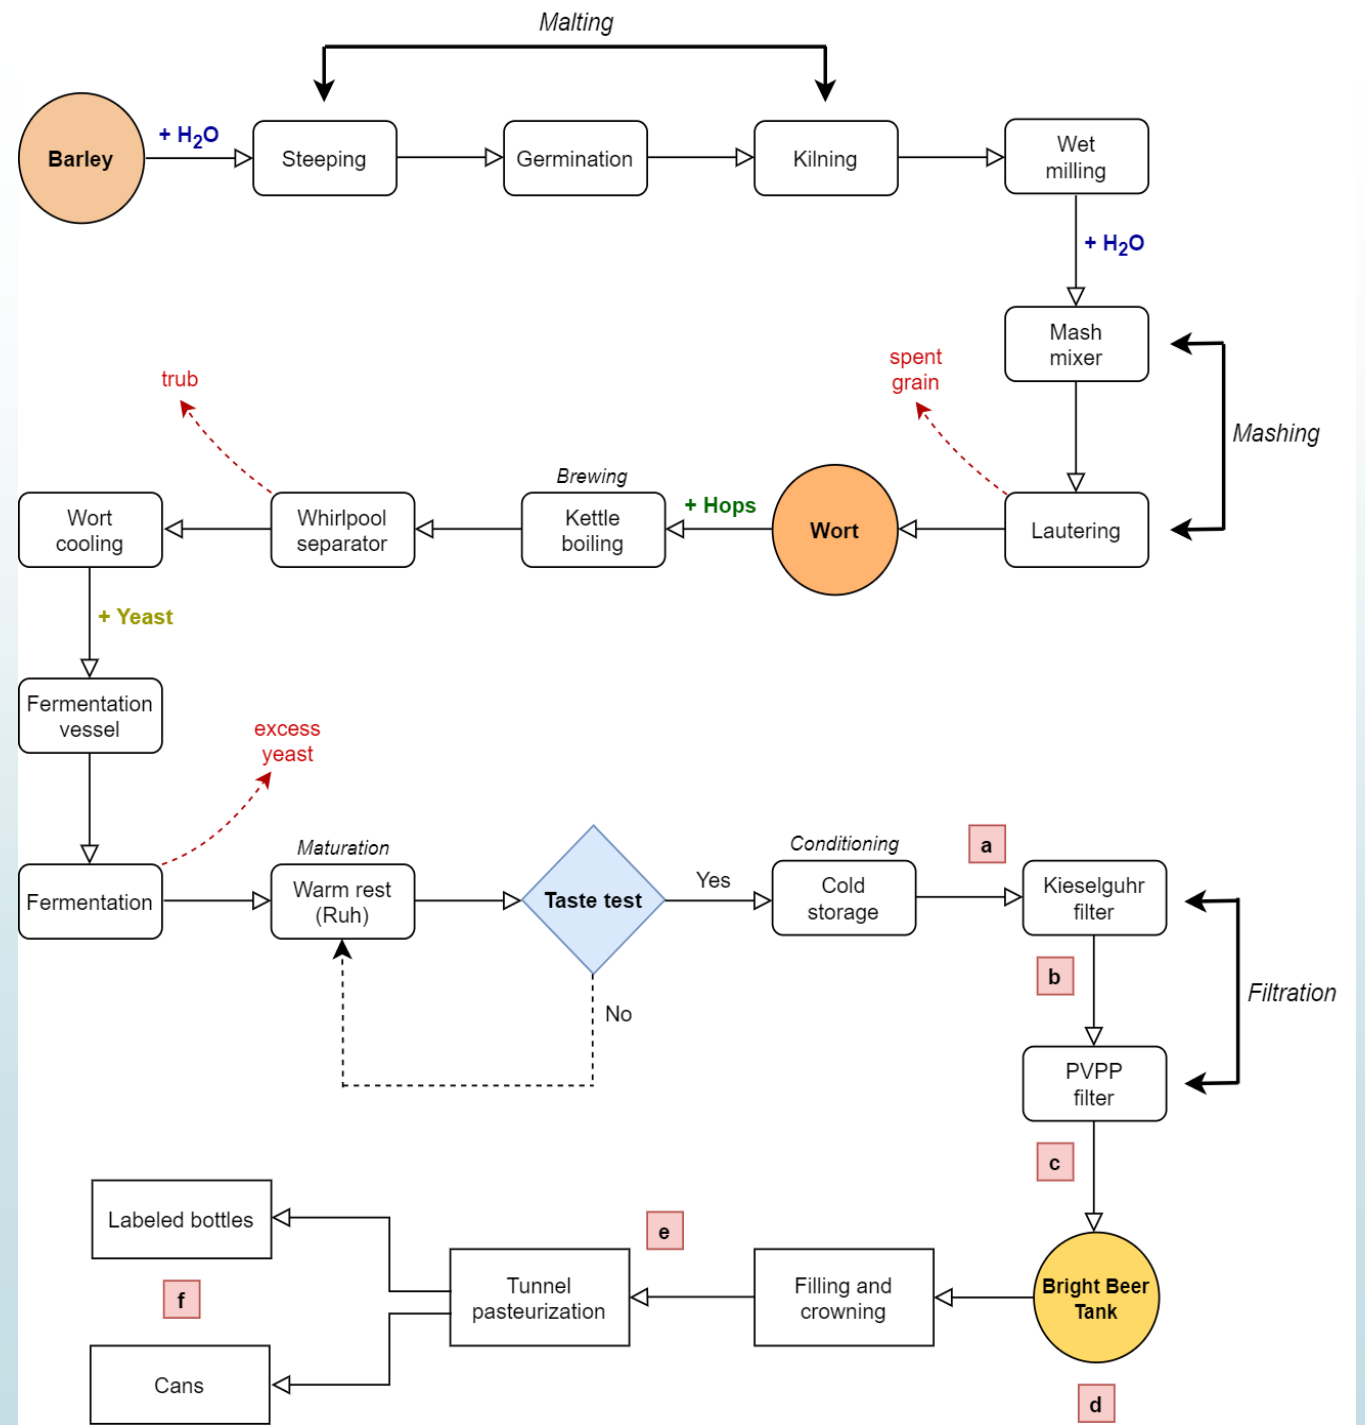 Malting
Barley
+ H2O
Steeping
Germination
Kilning
Wet
milling
+ H2O
Mash
mixer
Mashing
spent
grain
Lautering
Wort
+ Hops
Brewing
Kettle
boiling
Whirlpool
separator
trub
Wort
cooling
+ Yeast
Fermentation
vessel
excess
yeast
Fermentation
Maturation
Warm rest
(Ruh)
Taste test
Yes
No
Conditioning
Cold
storage
a
Kieselguhr
filter
Filtration
b
PVPP
filter
c
Bright Beer
Tank
d
Filling and
crowning
e
Tunnel
pasteurization
Labeled bottles
f
Cans